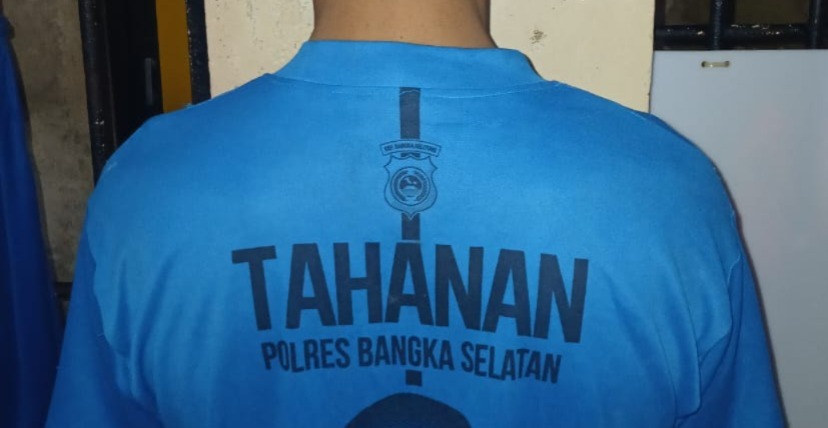 TAHANAN
POLRES BANGKA SELATAN